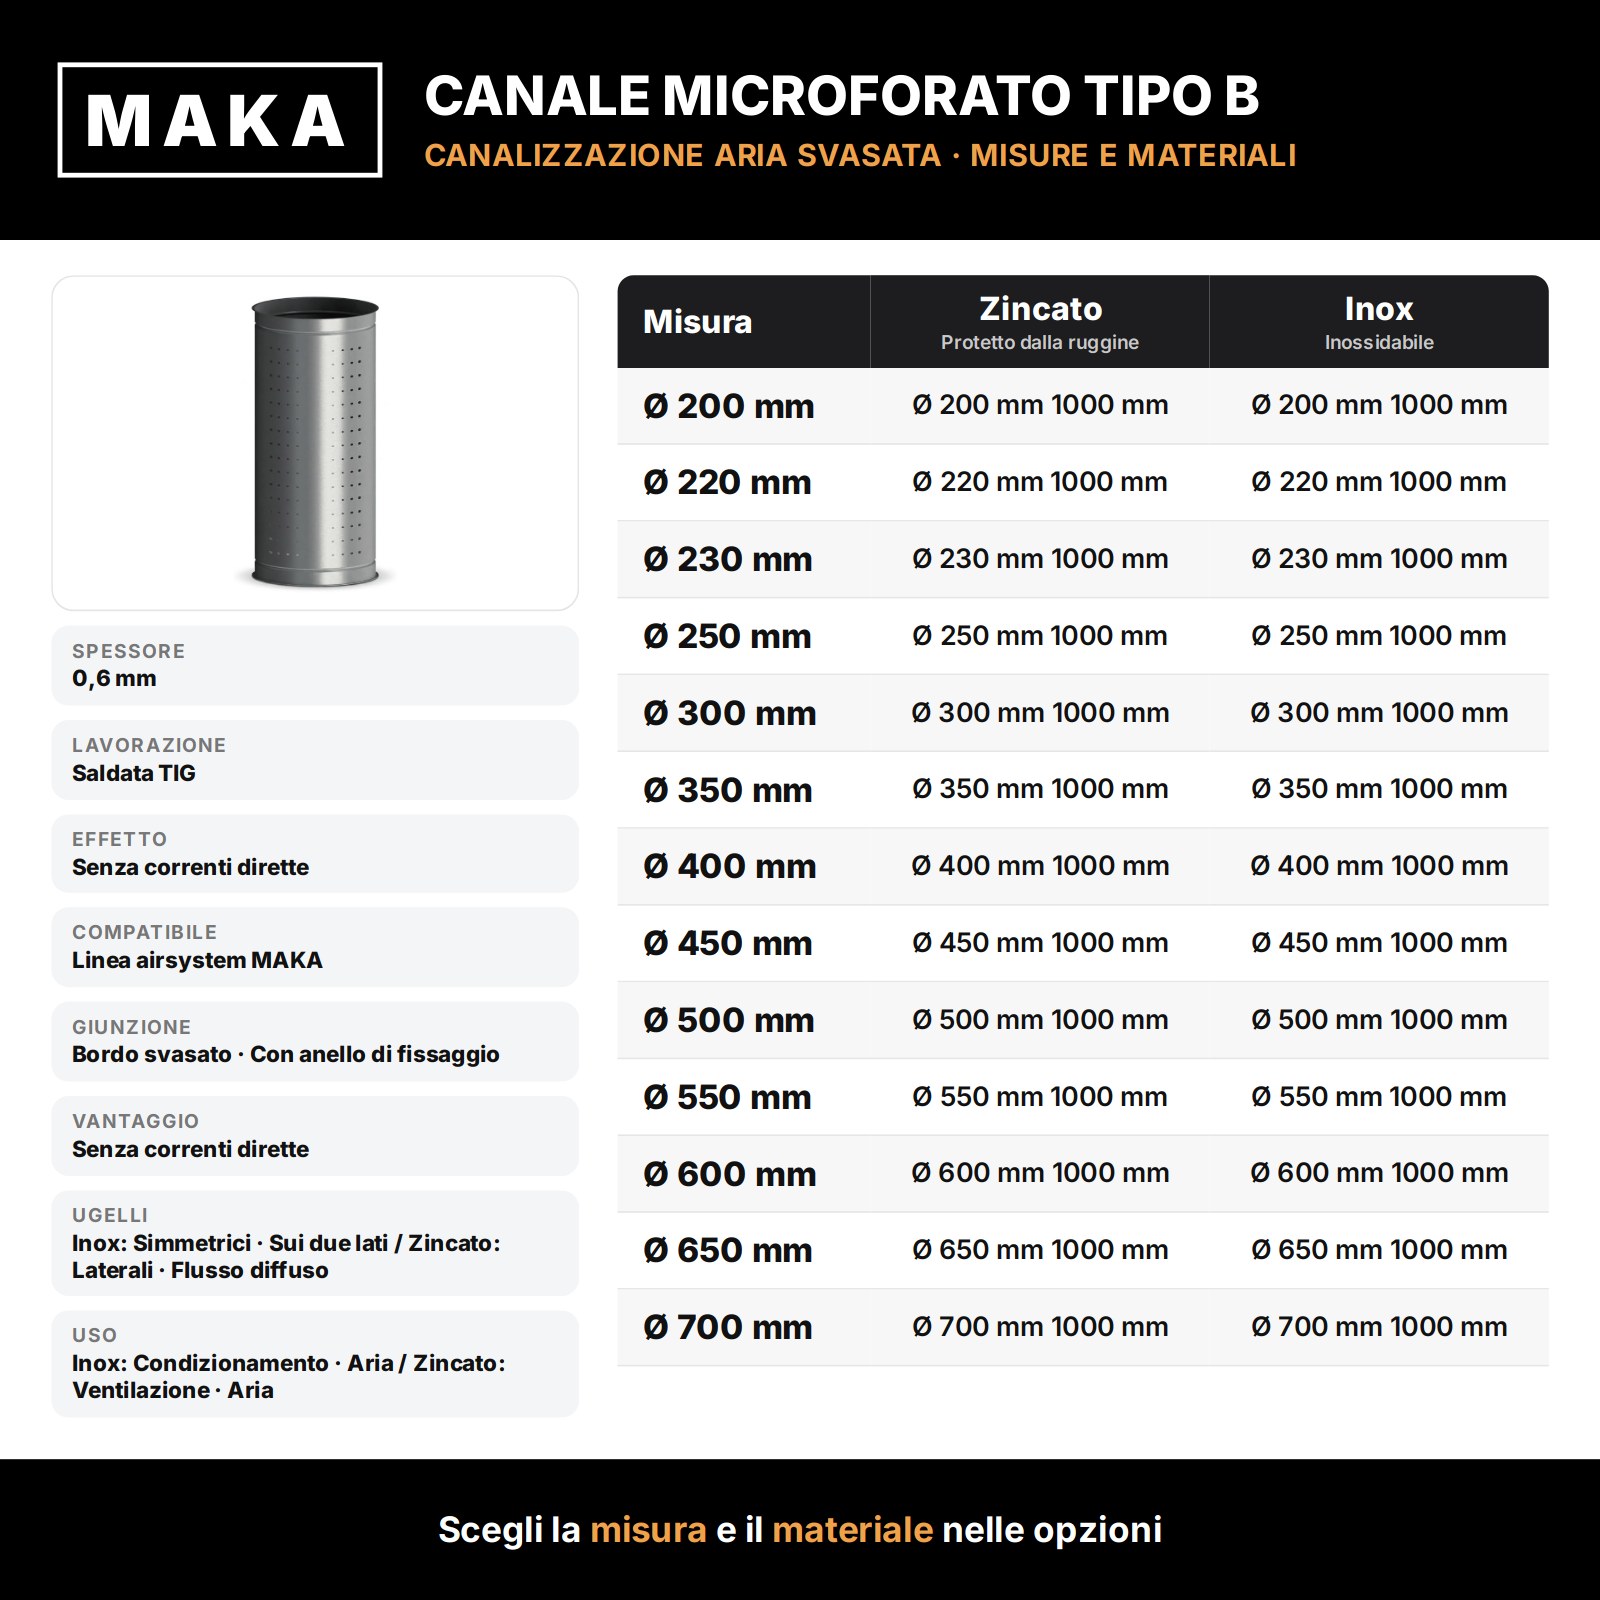 MAKA
CANALE MICROFORATO TIPO B
CANALIZZAZIONE ARIA SVASATA · MISURE E MATERIALI
SPESSORE
0,6 mm
LAVORAZIONE
Saldata TIG
EFFETTO
Senza correnti dirette
COMPATIBILE
Linea airsystem MAKA
GIUNZIONE
Bordo svasato · Con anello di fissaggio
VANTAGGIO
Senza correnti dirette
UGELLI
Inox: Simmetrici · Sui due lati / Zincato:
Laterali · Flusso diffuso
USO
Inox: Condizionamento · Aria / Zincato:
Ventilazione · Aria
Misura Zincato Inox
Protetto dalla ruggine Inossidabile
Ø 200 mm Ø 200 mm 1000 mm Ø 200 mm 1000 mm
Ø 220 mm Ø 220 mm 1000 mm Ø 220 mm 1000 mm
Ø 230 mm Ø 230 mm 1000 mm Ø 230 mm 1000 mm
Ø 250 mm Ø 250 mm 1000 mm Ø 250 mm 1000 mm
Ø 300 mm Ø 300 mm 1000 mm Ø 300 mm 1000 mm
Ø 350 mm Ø 350 mm 1000 mm Ø 350 mm 1000 mm
Ø 400 mm Ø 400 mm 1000 mm Ø 400 mm 1000 mm
Ø 450 mm Ø 450 mm 1000 mm Ø 450 mm 1000 mm
Ø 500 mm Ø 500 mm 1000 mm Ø 500 mm 1000 mm
Ø 550 mm Ø 550 mm 1000 mm Ø 550 mm 1000 mm
Ø 600 mm Ø 600 mm 1000 mm Ø 600 mm 1000 mm
Ø 650 mm Ø 650 mm 1000 mm Ø 650 mm 1000 mm
Ø 700 mm Ø 700 mm 1000 mm Ø 700 mm 1000 mm
Scegli la misura e il materiale nelle opzioni